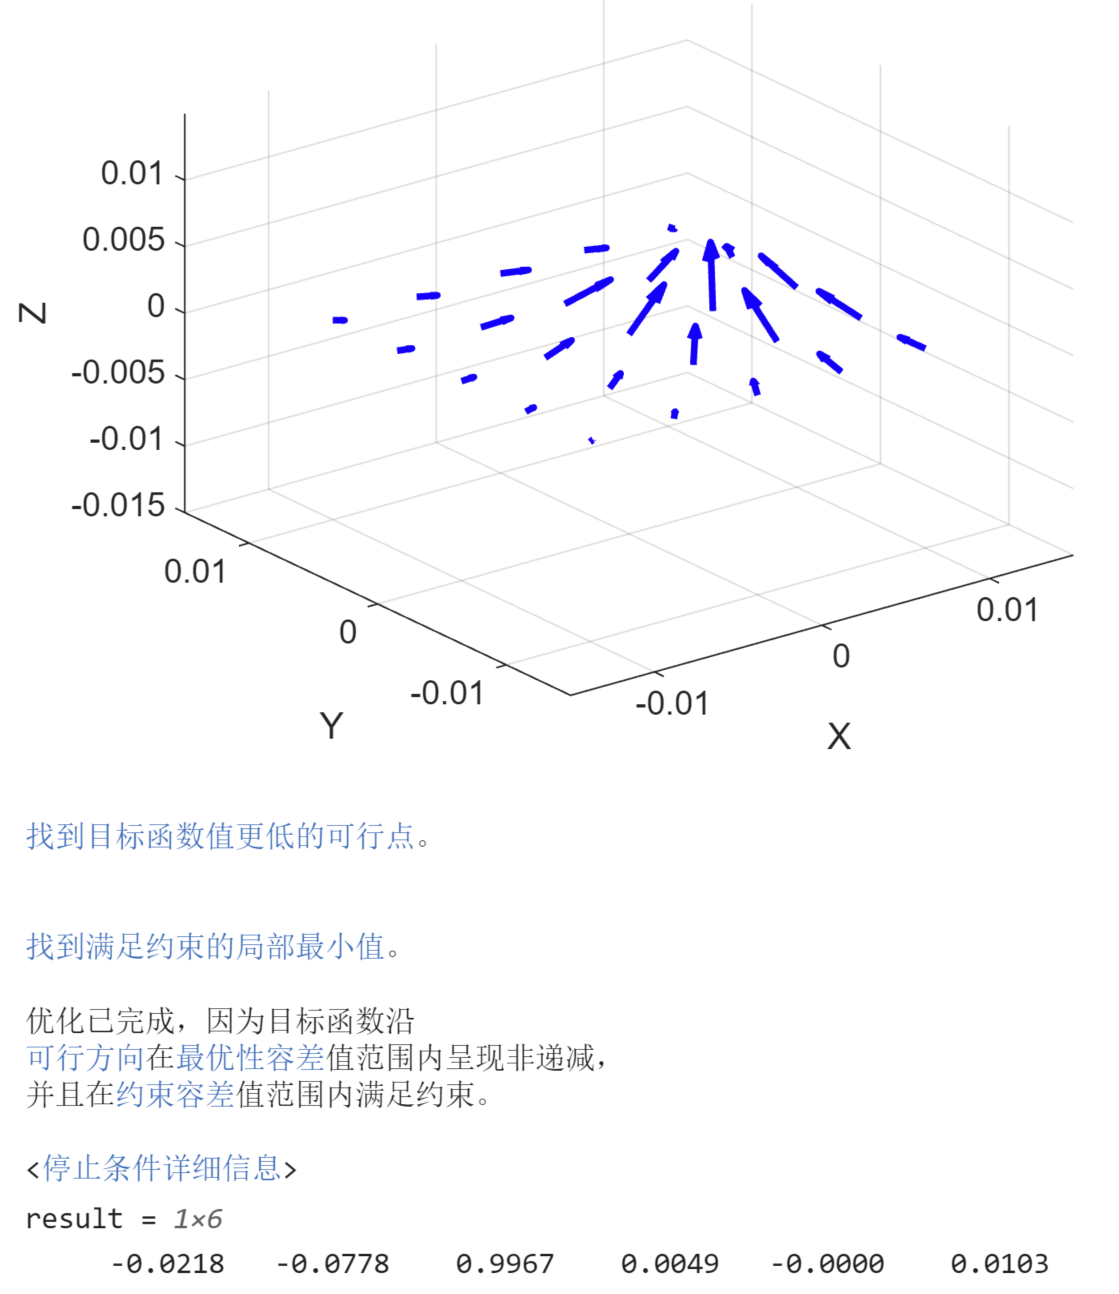 0.01
0.005
0
-0.005
-0.01
-0.015
Z
0.01
0
-0.01
Y
-0.01
0
0.01
X
找到目标函数值更低的可行点。
找到满足约束的局部最小值。
优化已完成，因为目标函数沿
可行方向在最优性容差值范围内呈现非递减，
并且在约束容差值范围内满足约束。
<停止条件详细信息>
result = 1×6
-0.0218 -0.0778 0.9967 0.0049 -0.0000 0.0103